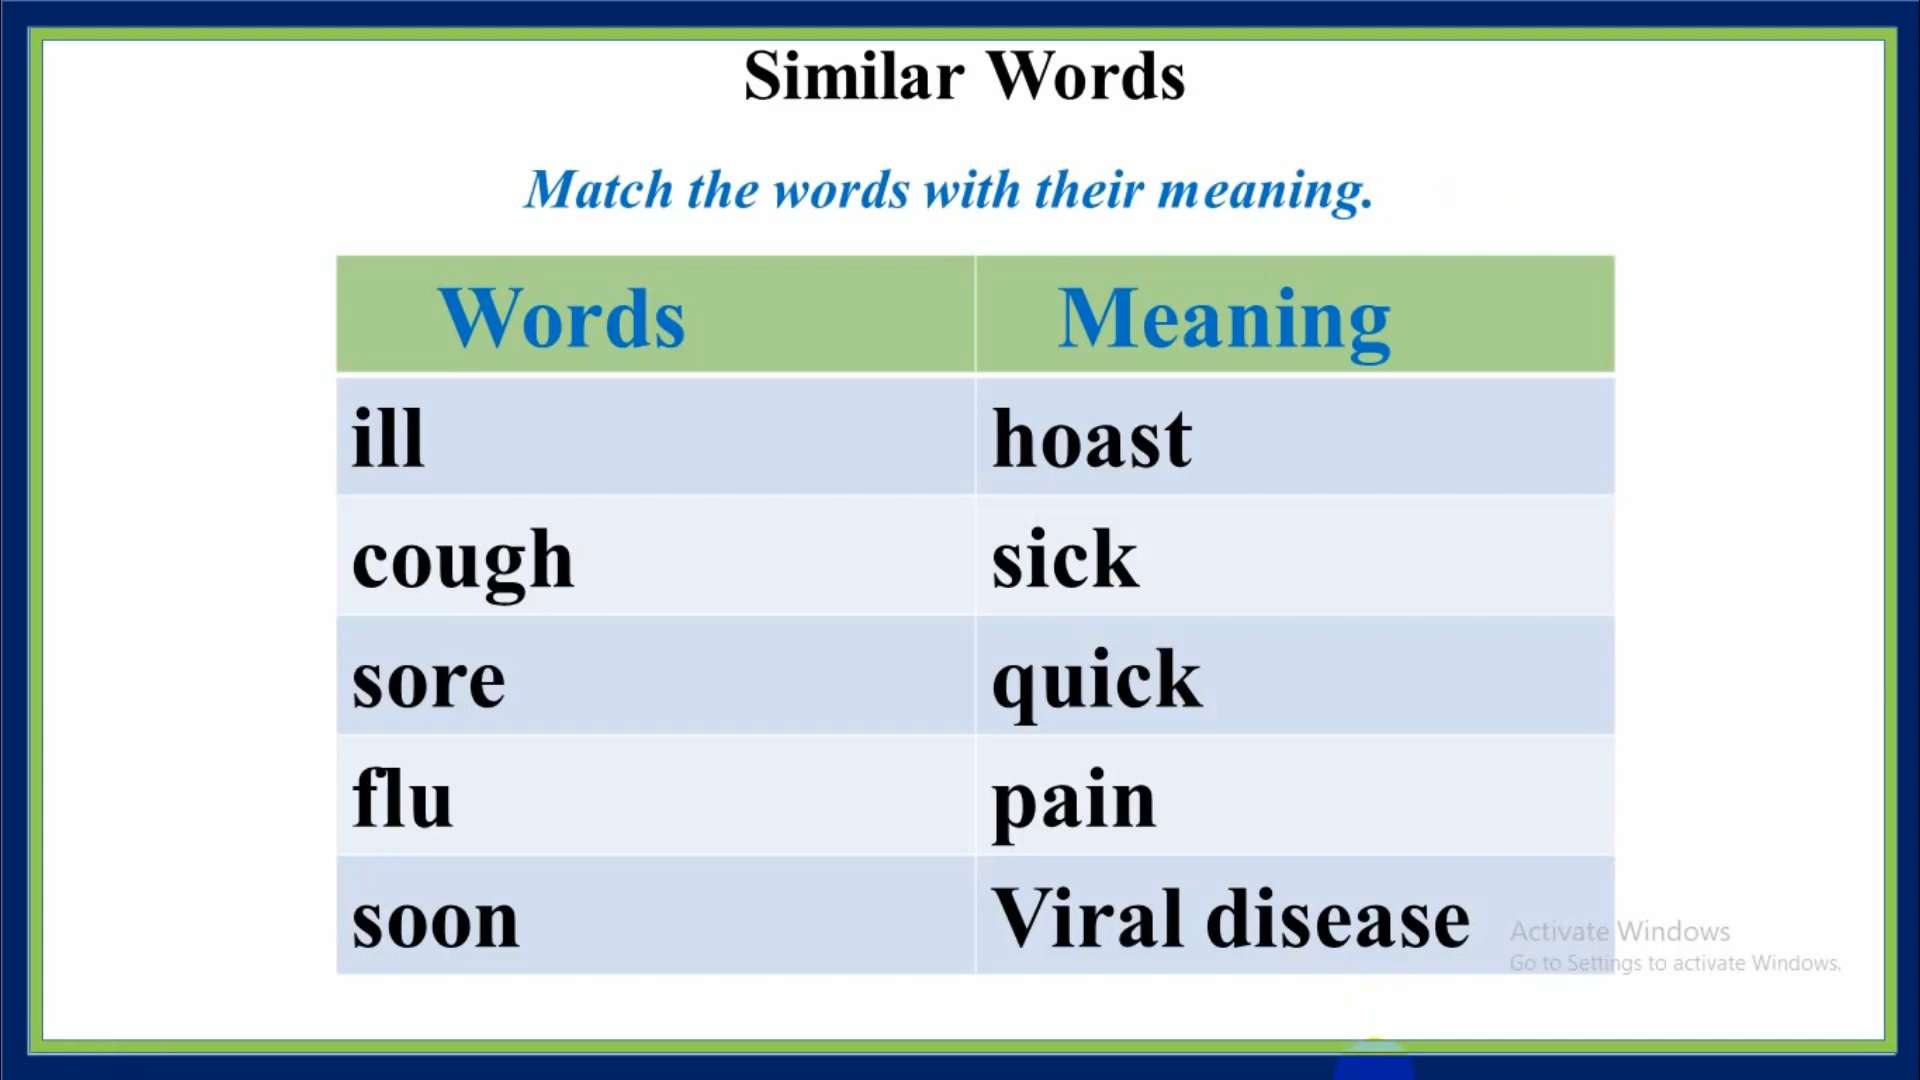 Similar Words
Match the words with their meaning.
Words Meaning
ill hoast
cough sick
sore quick
flu pain
soon Viral disease
Activate Windows
Go to Settings to activate Windows.